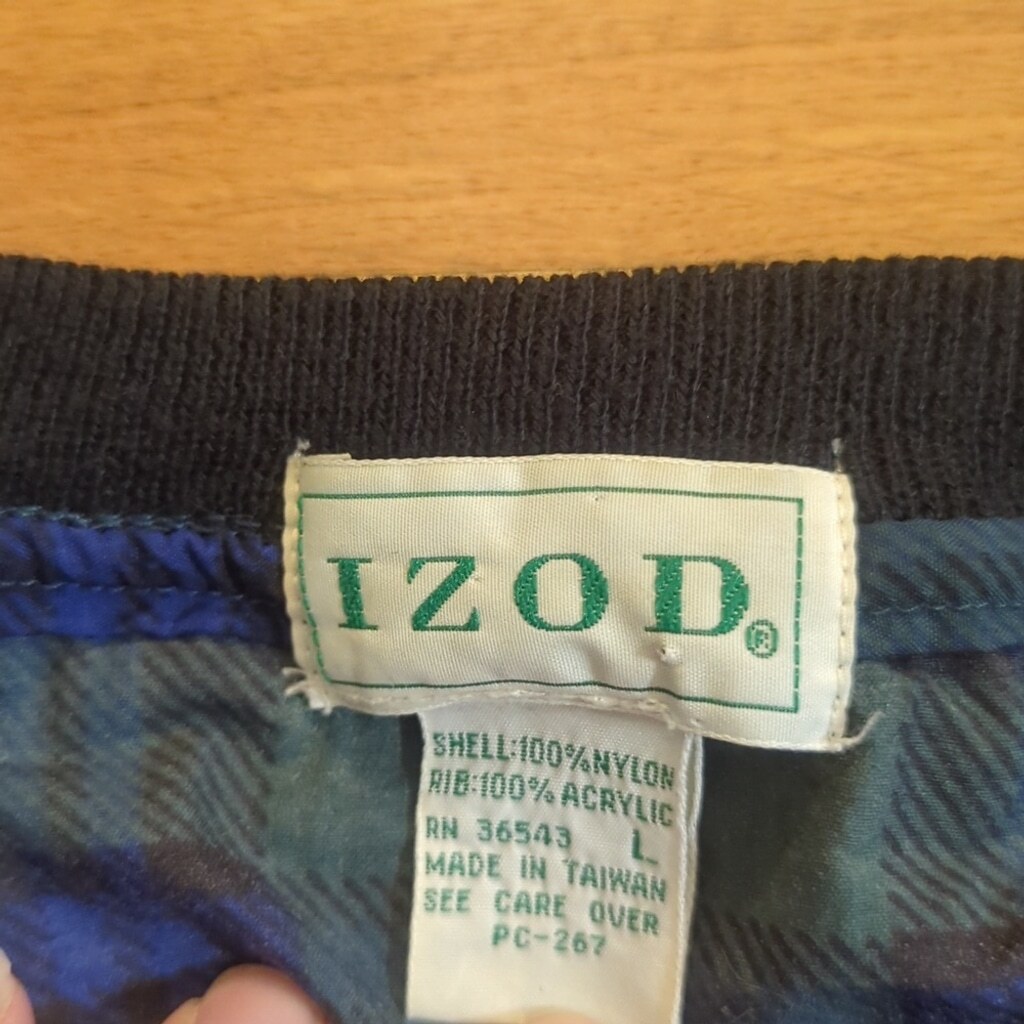 IZOD®
SHELL:100%NYLON
RIB:100% ACRYLIC
RN 36543 L
MADE IN TAIWAN
SEE CARE OVER
PC-267